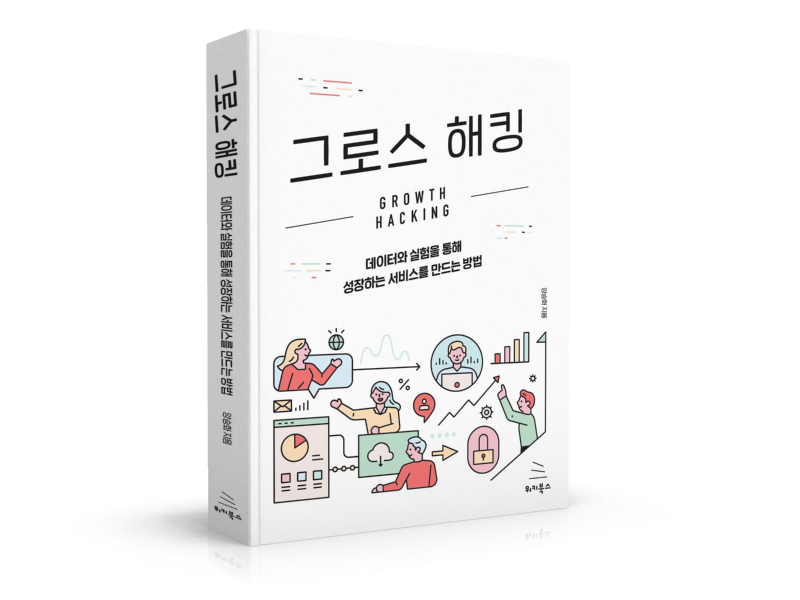 그로스 해킹
데이터와 실험을 통해 성장하는 서비스를 만드는 방법
양승화 지음
위키북스
그로스 해킹
GROWTH
HACKING
데이터와 실험을 통해
성장하는 서비스를 만드는 방법
양승화 지음
%
위키북스